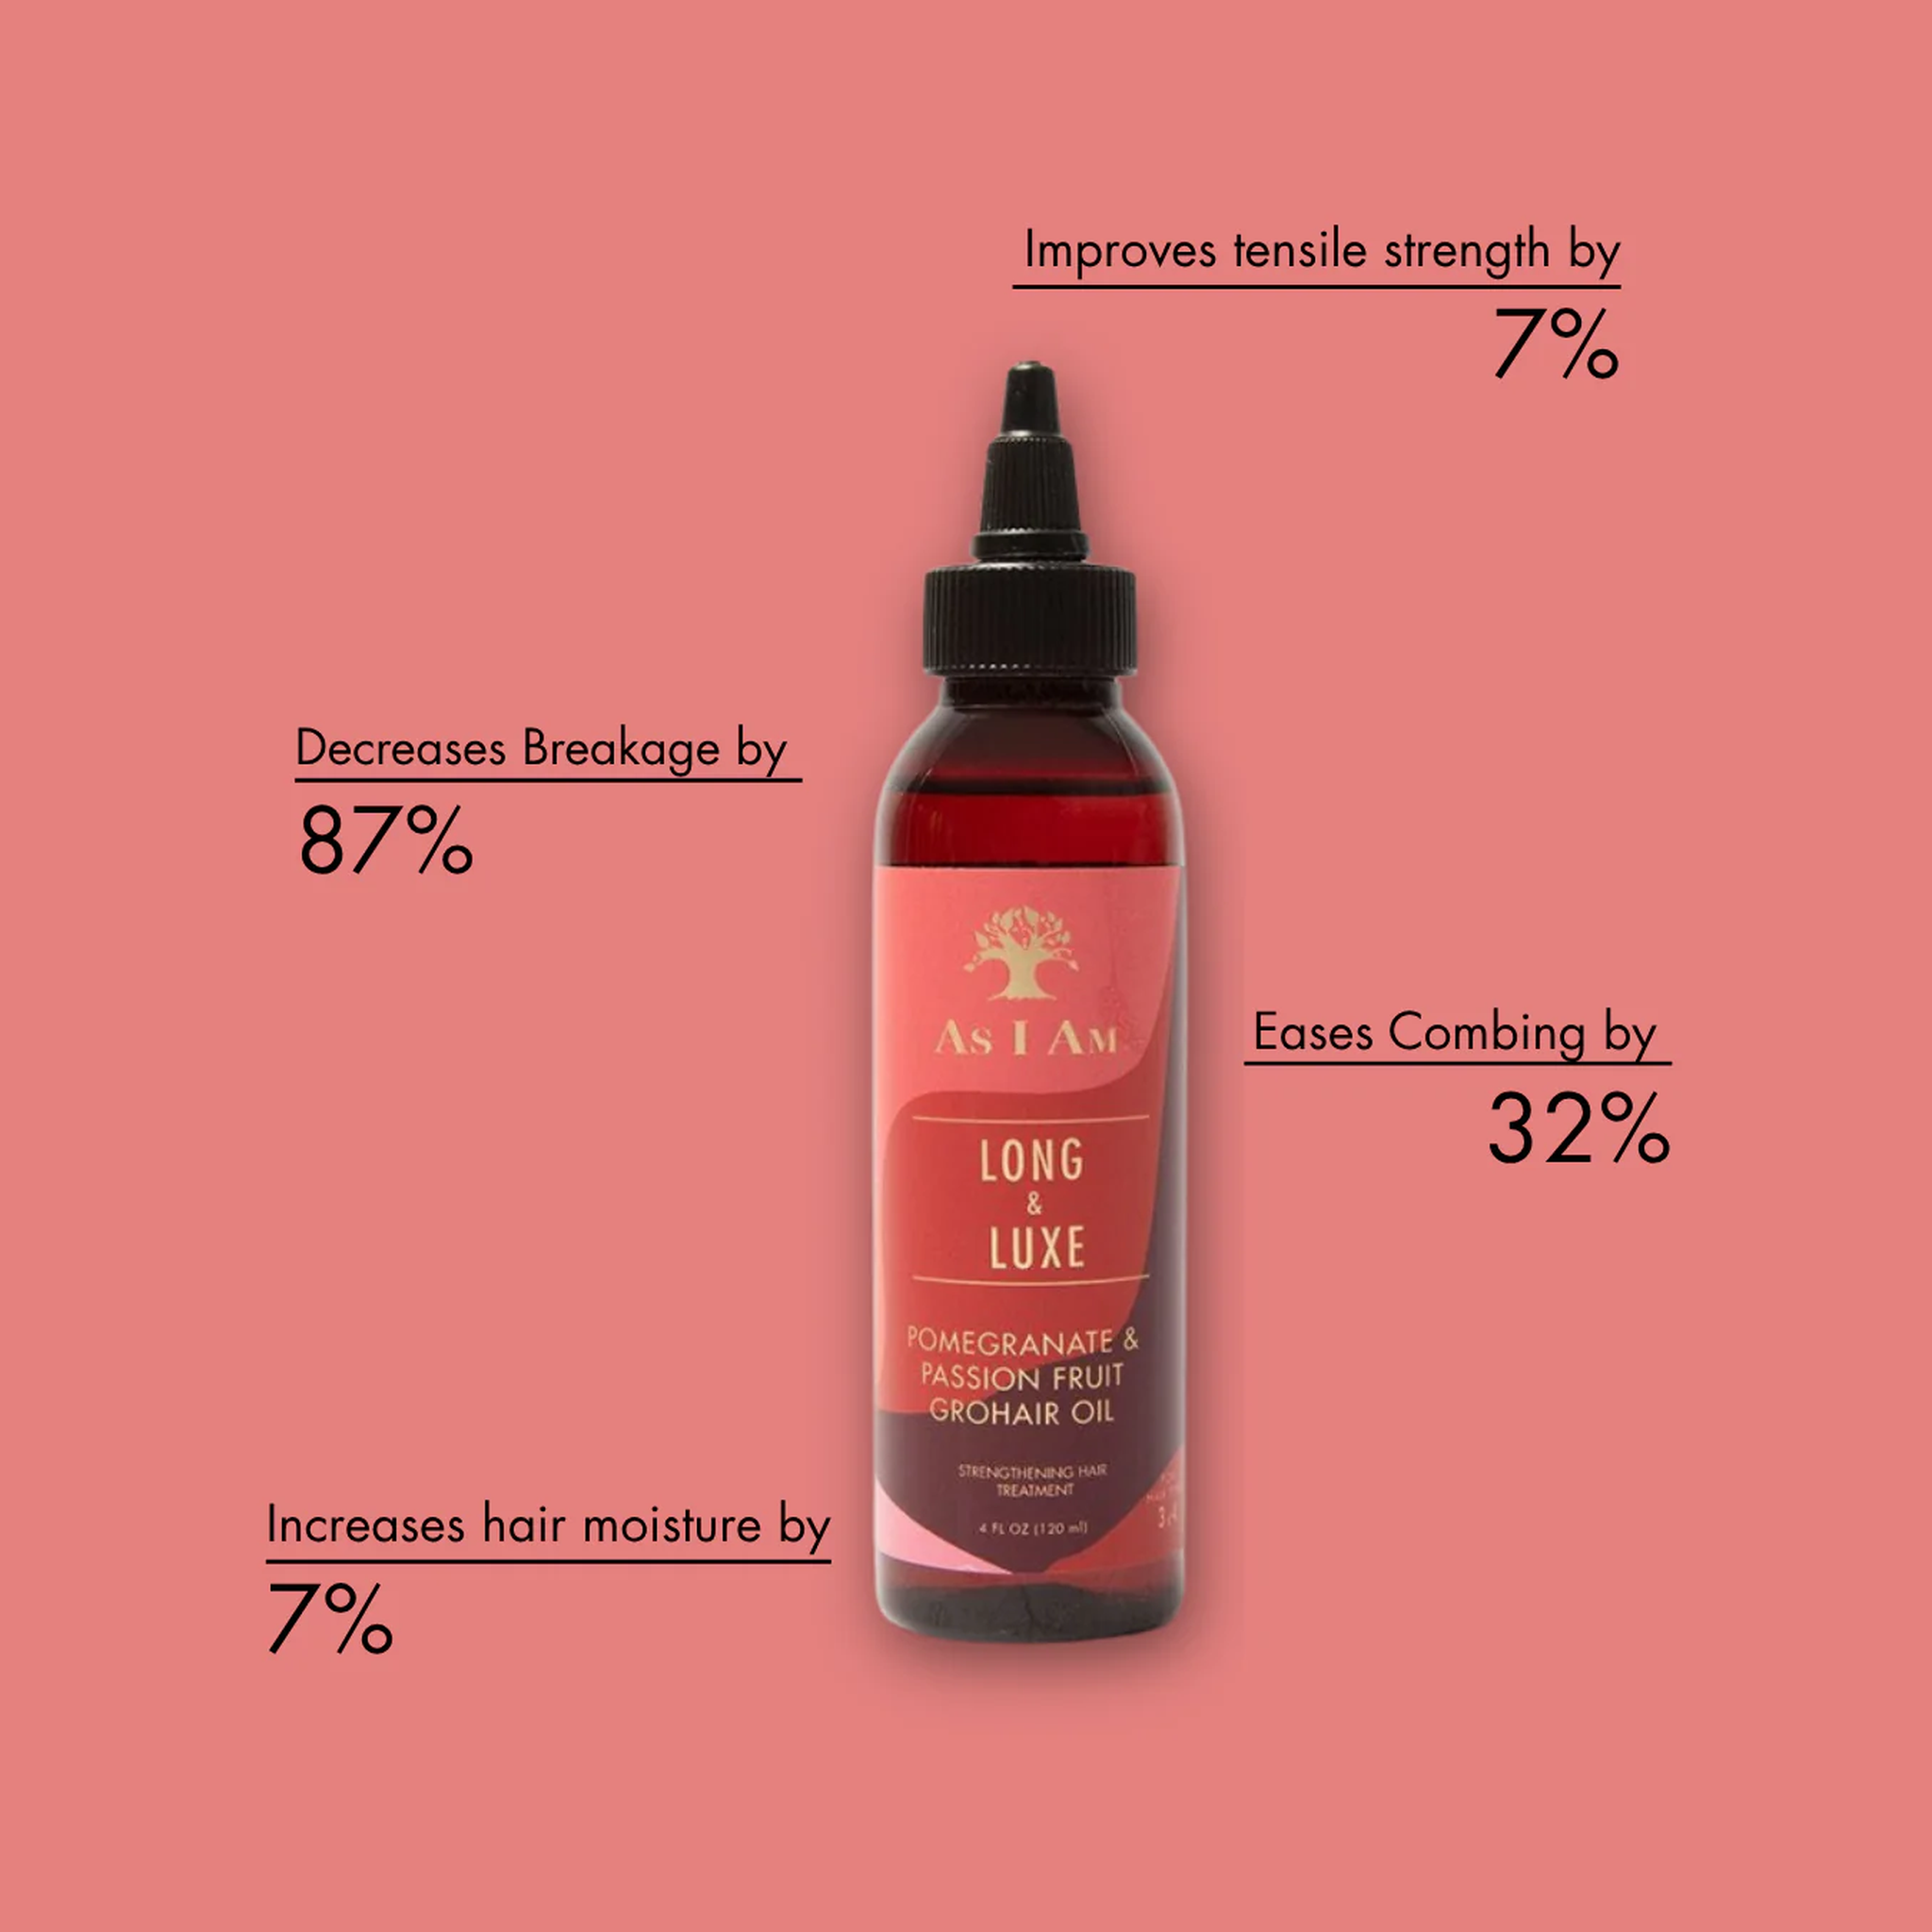 Improves tensile strength by
7%
Decreases Breakage by
87%
As I Am
LONG
&
LUXE
Eases Combing by
32%
POMEGRANATE &
PASSION FRUIT
GROHAIR OIL
STRENGTHENING HAIR
TREATMENT
4 FL OZ (120 ml)
Increases hair moisture by
7%